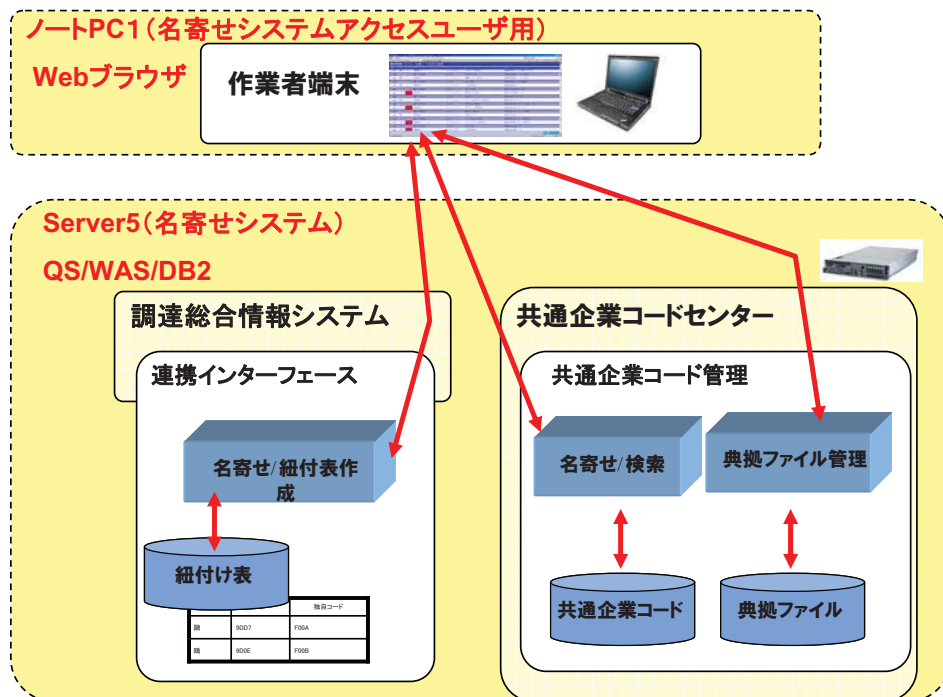 ノートPC1(名寄せシステムアクセスユーザ用)
Webブラウザ
作業者端末
Server5(名寄せシステム)
QS/WAS/DB2
調達総合情報システム
連携インターフェース
名寄せ/紐付表作
成
紐付け表
独自コード
9DD7 F00A
9D0E F00B
共通企業コードセンター
共通企業コード管理
名寄せ/検索
典拠ファイル管理
共通企業コード
典拠ファイル